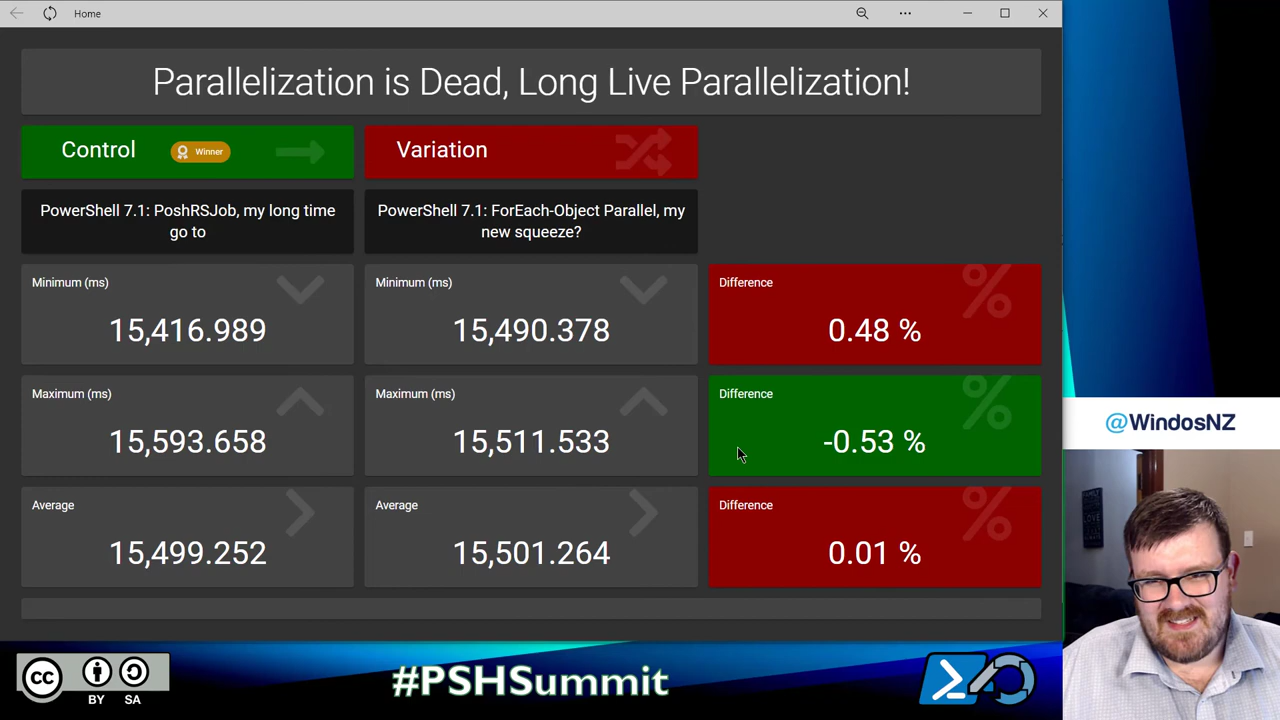 Home
Parallelization is Dead, Long Live Parallelization!
Control
Winner
Variation
PowerShell 7.1: PoshRSJob, my long time
go to
PowerShell 7.1: ForEach-Object Parallel, my
new squeeze?
Minimum (ms)
15,416.989
Minimum (ms)
15,490.378
Difference
0.48 %
Maximum (ms)
15,593.658
Maximum (ms)
15,511.533
Difference
-0.53 %
Average
15,499.252
Average
15,501.264
Difference
0.01 %
@WindosNZ
cc
BY
SA
#PSHSummit